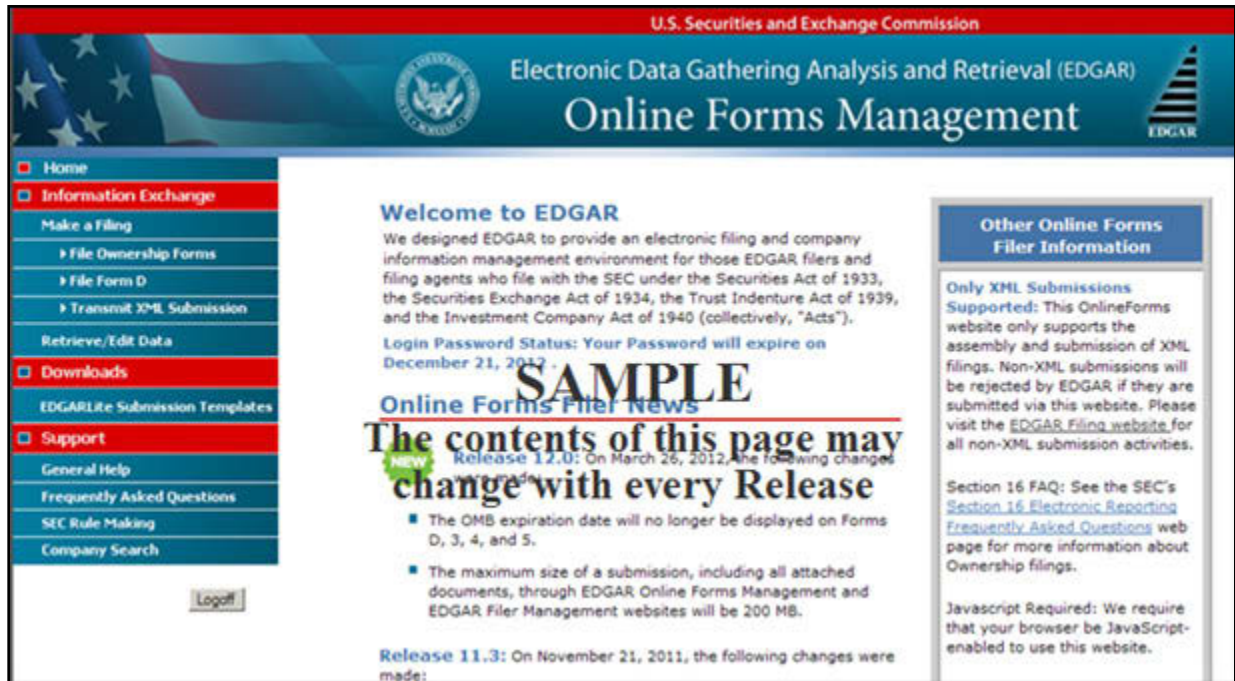 U.S. Securities and Exchange Commission
Electronic Data Gathering Analysis and Retrieval (EDGAR)
Online Forms Management
EDGAR
Home
Information Exchange
Make a Filing
File Ownership Forms
File Form D
Transmit XML Submission
Retrieve/Edit Data
Downloads
EDGARLite Submission Templates
Support
General Help
Frequently Asked Questions
SEC Rule Making
Company Search
Logoff
Welcome to EDGAR
We designed EDGAR to provide an electronic filing and company
information management environment for those EDGAR filers and
filing agents who file with the SEC under the Securities Act of 1933,
the Securities Exchange Act of 1934, the Trust Indenture Act of 1939,
and the Investment Company Act of 1940 (collectively, "Acts").
Login Password Status: Your Password will expire on
December 21, 2012 .
SAMPLE
Online Forms Filer News
The contents of this page may
change with every Release
NEW
Release 12.0: On March 26, 2012, the following changes
were made:
The OMB expiration date will no longer be displayed on Forms
D, 3, 4, and 5.
The maximum size of a submission, including all attached
documents, through EDGAR Online Forms Management and
EDGAR Filer Management websites will be 200 MB.
Release 11.3: On November 21, 2011, the following changes were
made:
Other Online Forms
Filer Information
Only XML Submissions
Supported: This OnlineForms
website only supports the
assembly and submission of XML
filings. Non-XML submissions will
be rejected by EDGAR if they are
submitted via this website. Please
visit the EDGAR Filing website for
all non-XML submission activities.
Section 16 FAQ: See the SEC's
Section 16 Electronic Reporting
Frequently Asked Questions web
page for more information about
Ownership filings.
Javascript Required: We require
that your browser be JavaScript-
enabled to use this website.